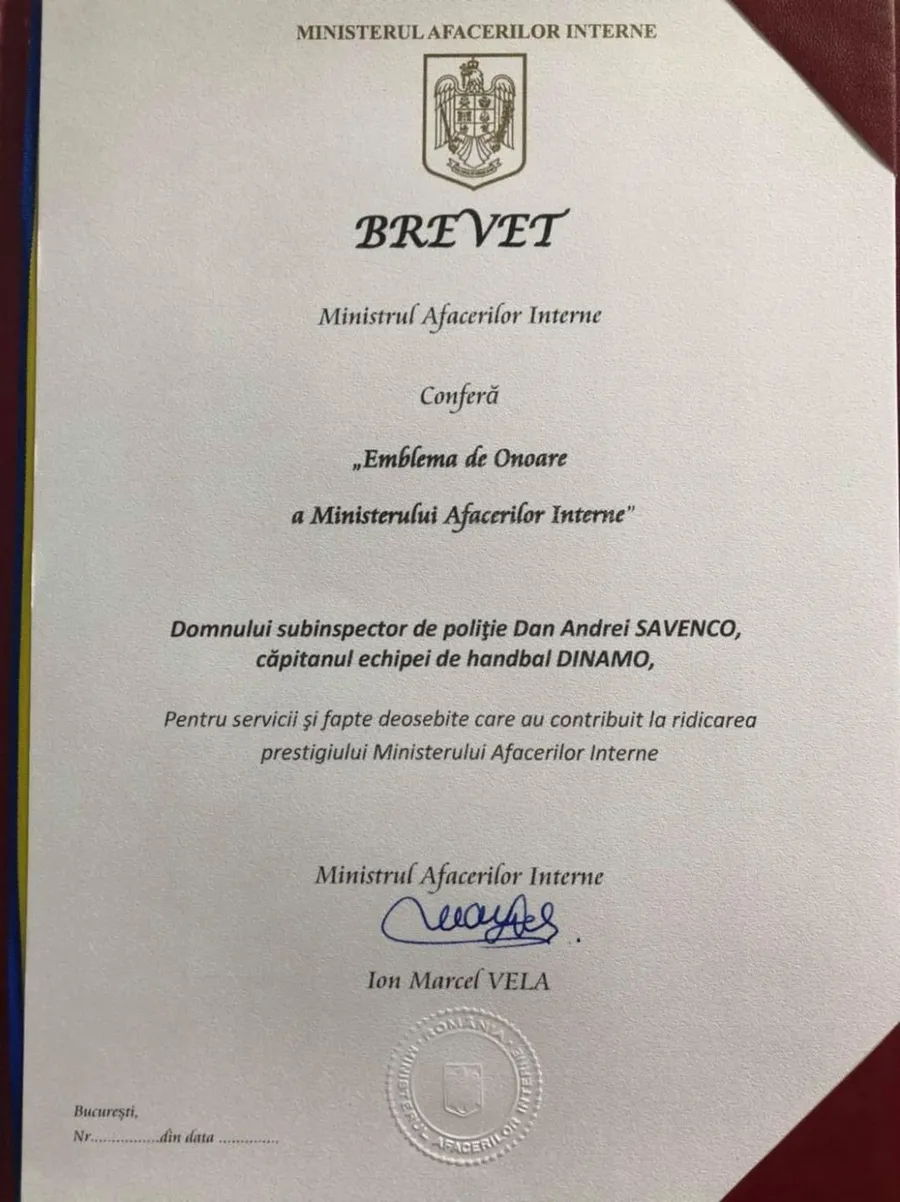 MINISTERUL AFACERILOR INTERNE
BREVET
Ministrul Afacerilor Interne
Conferă
„Emblema de Onoare
a Ministerului Afacerilor Interne"
Domnului subinspector de poliţie Dan Andrei SAVENCO,
căpitanul echipei de handbal DINAMO,
Pentru servicii şi fapte deosebite care au contribuit la ridicarea
prestigiului Ministerului Afacerilor Interne
Ministrul Afacerilor Interne
Ion Marcel VELA
ROMÂNIA
MINISTERUL AFACERILOR INTERNE
Bucureşti,
Nr................din data ..............